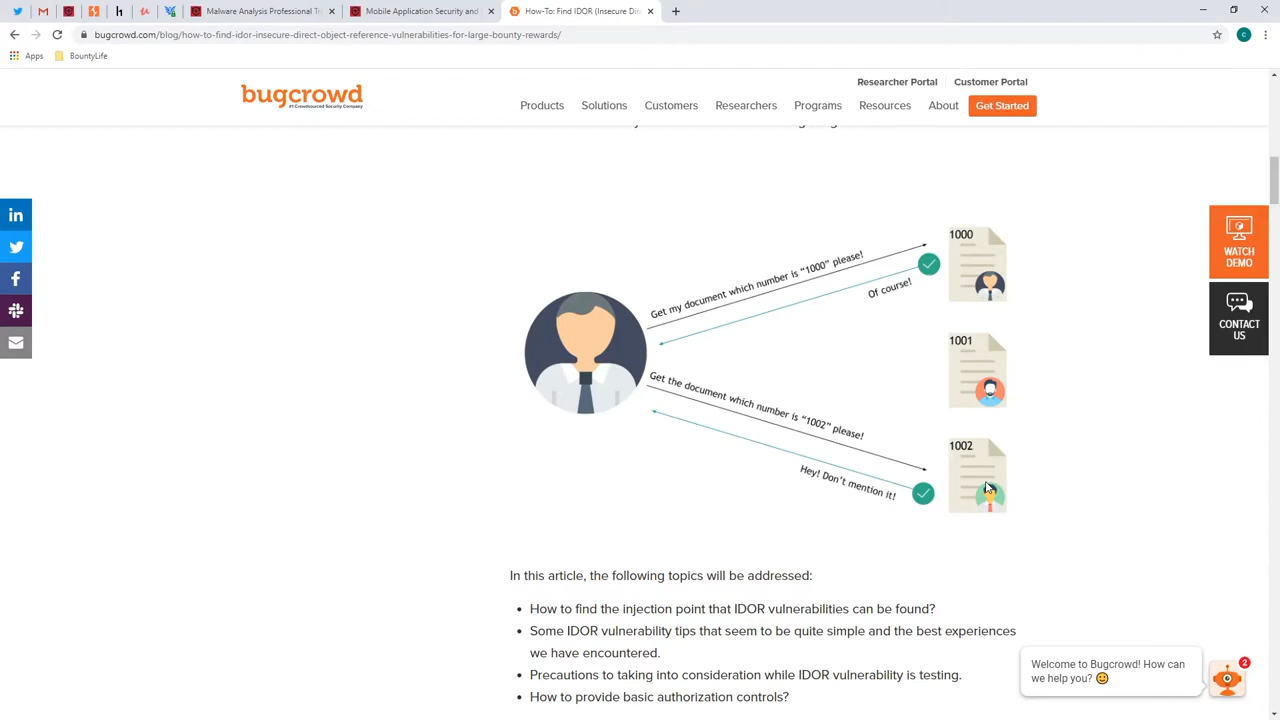 Malware Analysis Professional Tr
Mobile Application Security and
How-To: Find IDOR (Insecure Dir
bugcrowd.com/blog/how-to-find-idor-insecure-direct-object-reference-vulnerabilities-for-large-bounty-rewards/
Apps
BountyLife
Researcher Portal
Customer Portal
bugcrowd
#1 Crowdsourced Security Company
Products
Solutions
Customers
Researchers
Programs
Resources
About
Get Started
in
WATCH
DEMO
CONTACT
US
1000
Get my document which number is “1000” please!
Of course!
1001
Get the document which number is “1002” please!
1002
Hey! Don’t mention it!
In this article, the following topics will be addressed:
• How to find the injection point that IDOR vulnerabilities can be found?
• Some IDOR vulnerability tips that seem to be quite simple and the best experiences
we have encountered.
• Precautions to taking into consideration while IDOR vulnerability is testing.
• How to provide basic authorization controls?
Welcome to Bugcrowd! How can
we help you?
2